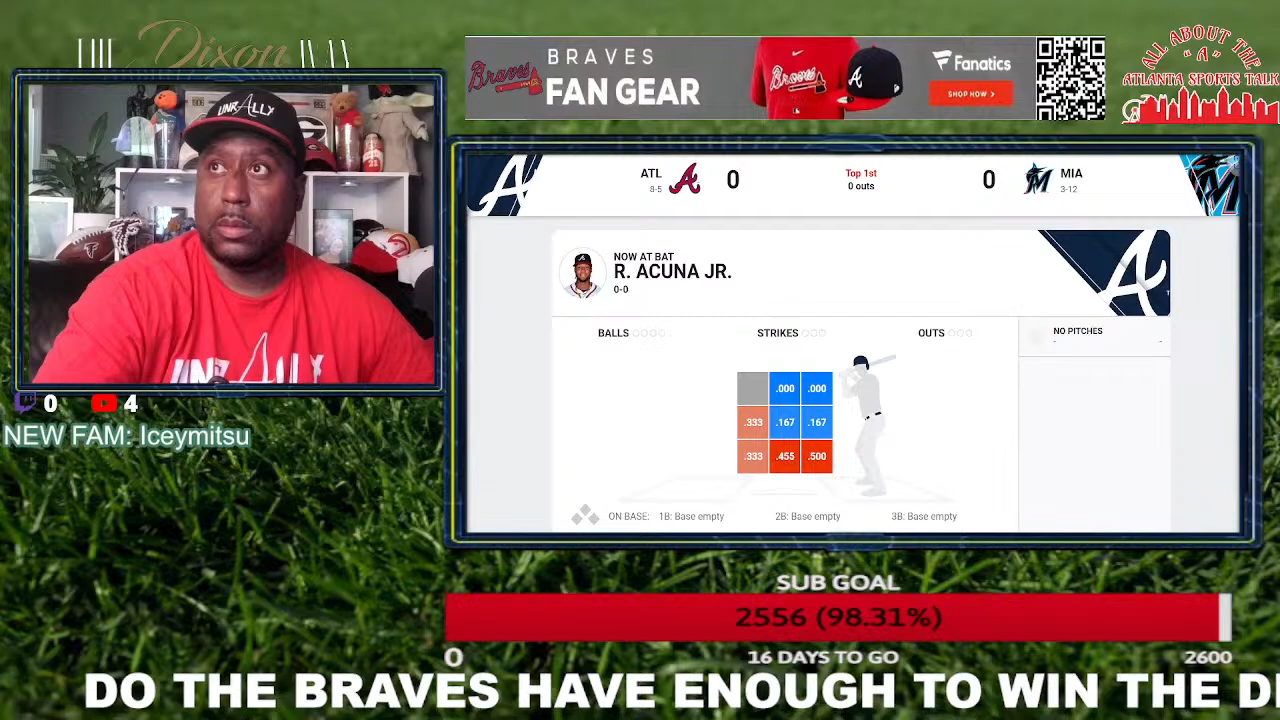 Dixon
BRAVES
FAN GEAR
Braves
Braves
Fanatics
SHOP NOW >
ALL ABOUT THE
"A"
ATLANTA SPORTS TALK
UNRALLY
ATL
8-5
0
Top 1st
0 outs
0
MIA
3-12
NOW AT BAT
R. ACUNA JR.
0-0
BALLS
STRIKES
OUTS
NO PITCHES
-
-
.000
.000
.333
.167
.167
.333
.455
.500
ON BASE:
1B: Base empty
2B: Base empty
3B: Base empty
0
4
NEW FAM: Iceymitsu
SUB GOAL
2556 (98.31%)
0
16 DAYS TO GO
2600
DO THE BRAVES HAVE ENOUGH TO WIN THE